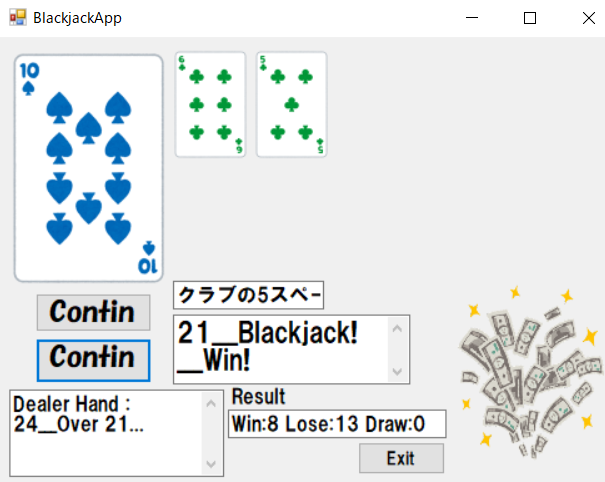 BlackjackApp
10
6
5
10
6
5
Contin
クラブの5スペｰ
Contin
21__Blackjack!
__Win!
Dealer Hand :
24__Over 21...
Result
Win:8 Lose:13 Draw:0
Exit